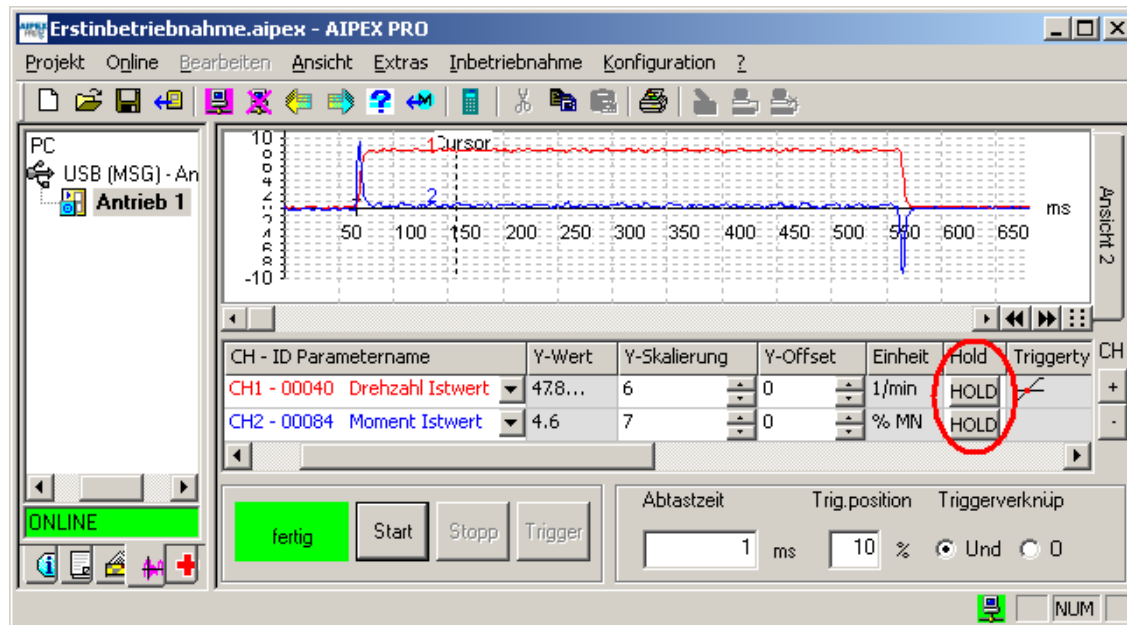 Erstinbetriebnahme.aipex - AIPEX PRO
Projekt Online Bearbeiten Ansicht Extras Inbetriebnahme Konfiguration ?
PC
USB (MSG) - An
Antrieb 1
ONLINE
10
8
6
4
2
2
4
6
8
-10
1
Cursor
2
50 100 150 200 250 300 350 400 450 500 550 600 650
ms
Ansicht 2
CH - ID Parametername Y-Wert Y-Skalierung Y-Offset Einheit Hold Triggerty
CH1 - 00040 Drehzahl Istwert 47.8... 6 0 1/min HOLD
CH2 - 00084 Moment Istwert 4.6 7 0 % MN HOLD
CH
+
-
fertig Start Stopp Trigger
Abtastzeit Trig.position Triggerverknüp
1 ms 10 % Und O
NUM